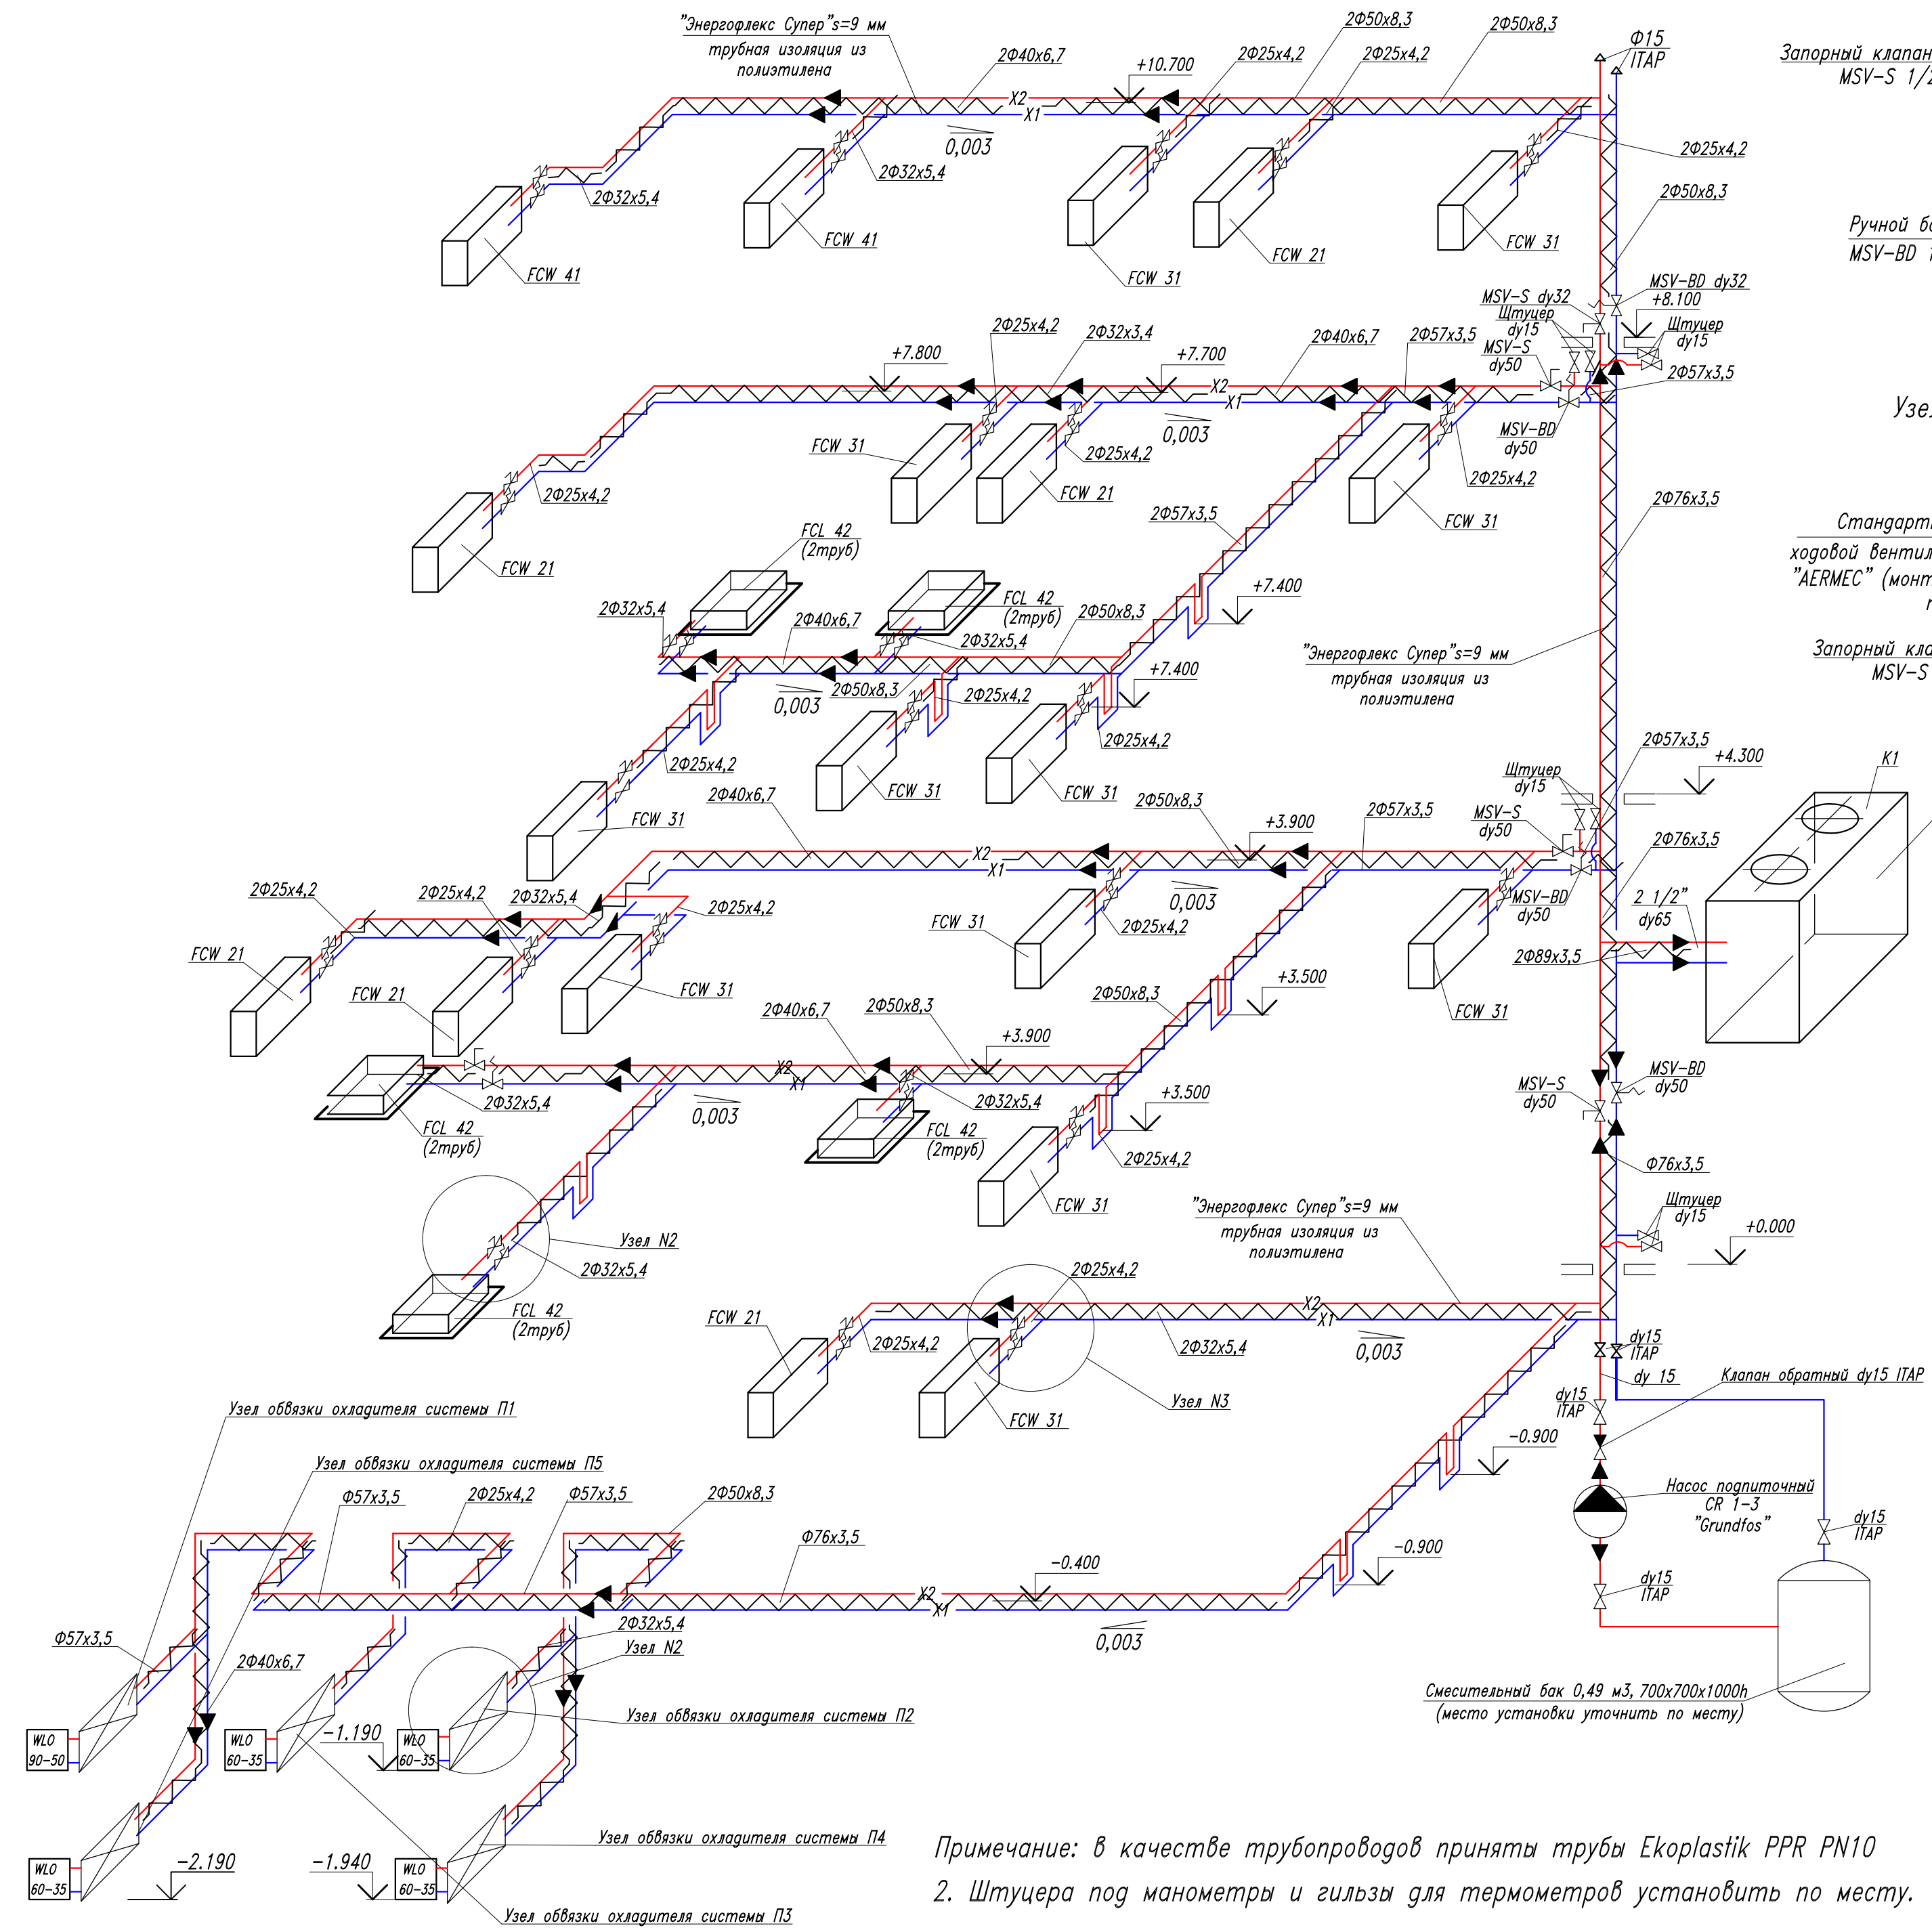 "Энергофлекс Супер"s=9 мм
трубная изоляция из
полиэтилена
2Ф40х6,7
+10.700
2Ф25х4,2
2Ф50х8,3
2Ф25х4,2
2Ф50х8,3
Ф15
ITAP
Запорный клапан
MSV-S 1/2
X2
X1
0,003
2Ф32х5,4
2Ф32х5,4
2Ф25х4,2
2Ф50х8,3
FCW 41
FCW 41
FCW 31
FCW 21
FCW 31
Ручной ба
MSV-BD 1
MSV-S dy32
Штуцер
dy15
MSV-BD dy32
+8.100
Штуцер
dy15
MSV-S
dy50
2Ф25х4,2
2Ф32х3,4
+7.800
+7.700
2Ф40х6,7
2Ф57х3,5
2Ф57х3,5
X2
X1
0,003
MSV-BD
dy50
Узел
FCW 31
2Ф25х4,2
FCW 21
2Ф25х4,2
FCW 31
2Ф25х4,2
FCW 21
2Ф57х3,5
2Ф76х3,5
FCL 42
(2труб)
Стандартн
ходовой вентил
"AERMEC" (монт
+7.400
2Ф32х5,4
2Ф40х6,7
FCL 42
(2труб)
2Ф50х8,3
2Ф32х5,4
"Энергофлекс Супер"s=9 мм
трубная изоляция из
полиэтилена
Запорный кла
MSV-S
+7.400
0,003
2Ф50х8,3
2Ф25х4,2
2Ф25х4,2
2Ф25х4,2
FCW 31
FCW 31
FCW 31
2Ф40х6,7
2Ф50х8,3
+3.900
2Ф57х3,5
Штуцер
dy15
MSV-S
dy50
2Ф57х3,5
+4.300
K1
2Ф76х3,5
X2
X1
0,003
MSV-BD
dy50
2 1/2"
dy65
2Ф89х3,5
2Ф25х4,2
2Ф25х4,2
2Ф32х5,4
2Ф25х4,2
FCW 31
2Ф25х4,2
FCW 21
FCW 21
FCW 31
FCW 31
2Ф40х6,7
2Ф50х8,3
+3.900
2Ф50х8,3
+3.500
X2
X1
0,003
2Ф32х5,4
FCL 42
(2труб)
2Ф32х5,4
FCL 42
(2труб)
+3.500
2Ф25х4,2
FCW 31
MSV-S
dy50
MSV-BD
dy50
Ф76х3,5
Штуцер
dy15
+0.000
Узел N2
2Ф32х5,4
FCL 42
(2труб)
"Энергофлекс Супер"s=9 мм
трубная изоляция из
полиэтилена
2Ф25х4,2
FCW 21
2Ф25х4,2
2Ф32х5,4
X2
X1
0,003
FCW 31
Узел N3
dy15
ITAP
dy 15
dy15
ITAP
Клапан обратный dy15 ITAP
Насос подпиточный
CR 1-3
"Grundfos"
dy15
ITAP
dy15
ITAP
-0.900
-0.900
Узел обвязки охладителя системы П1
Узел обвязки охладителя системы П5
Ф57х3,5
2Ф25х4,2
Ф57х3,5
2Ф50х8,3
Ф76х3,5
-0.400
X2
X1
0,003
Ф57х3,5
2Ф40х6,7
2Ф32х5,4
Узел N2
Узел обвязки охладителя системы П2
Смесительный бак 0,49 м3, 700х700х1000h
(место установки уточнить по месту)
WLO
90-50
WLO
60-35
-1.190
WLO
60-35
Узел обвязки охладителя системы П4
WLO
60-35
-2.190
-1.940
WLO
60-35
Узел обвязки охладителя системы П3
Примечание: в качестве трубопроводов приняты трубы Ekoplastik PPR PN10
2. Штуцера под манометры и гильзы для термометров установить по месту.